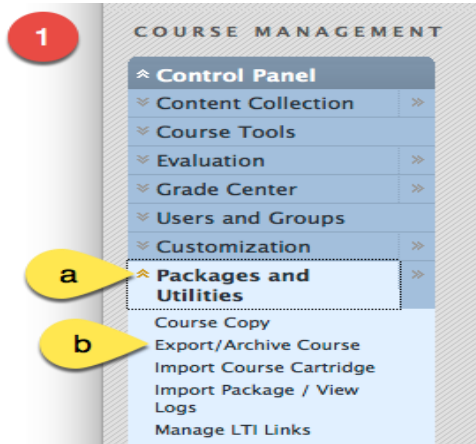 1
COURSE MANAGEMENT
Control Panel
Content Collection
Course Tools
Evaluation
Grade Center
Users and Groups
Customization
a
Packages and
Utilities
Course Copy
b
Export/Archive Course
Import Course Cartridge
Import Package / View
Logs
Manage LTI Links